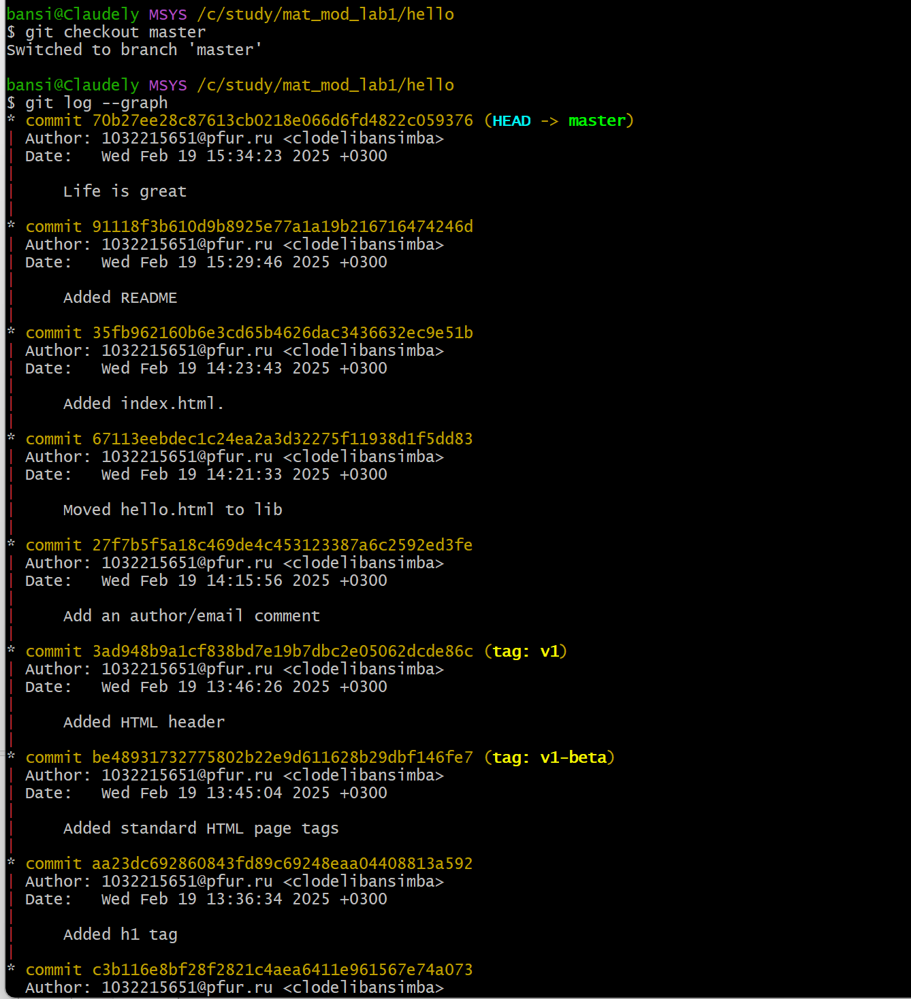 bansi@Claudely MSYS /c/study/mat_mod_lab1/hello
$ git checkout master
Switched to branch 'master'
bansi@Claudely MSYS /c/study/mat_mod_lab1/hello
$ git log --graph
* commit 70b27ee28c87613cb0218e066d6fd4822c059376 (HEAD -> master)
| Author: 1032215651@pfur.ru <clodelibansimba>
| Date:   Wed Feb 19 15:34:23 2025 +0300
|
|     Life is great
|
* commit 91118f3b610d9b8925e77a1a19b216716474246d
| Author: 1032215651@pfur.ru <clodelibansimba>
| Date:   Wed Feb 19 15:29:46 2025 +0300
|
|     Added README
|
* commit 35fb962160b6e3cd65b4626dac3436632ec9e51b
| Author: 1032215651@pfur.ru <clodelibansimba>
| Date:   Wed Feb 19 14:23:43 2025 +0300
|
|     Added index.html.
|
* commit 67113eebdec1c24ea2a3d32275f11938d1f5dd83
| Author: 1032215651@pfur.ru <clodelibansimba>
| Date:   Wed Feb 19 14:21:33 2025 +0300
|
|     Moved hello.html to lib
|
* commit 27f7b5f5a18c469de4c453123387a6c2592ed3fe
| Author: 1032215651@pfur.ru <clodelibansimba>
| Date:   Wed Feb 19 14:15:56 2025 +0300
|
|     Add an author/email comment
|
* commit 3ad948b9a1cf838bd7e19b7dbc2e05062dcde86c (tag: v1)
| Author: 1032215651@pfur.ru <clodelibansimba>
| Date:   Wed Feb 19 13:46:26 2025 +0300
|
|     Added HTML header
|
* commit be48931732775802b22e9d611628b29dbf146fe7 (tag: v1-beta)
| Author: 1032215651@pfur.ru <clodelibansimba>
| Date:   Wed Feb 19 13:45:04 2025 +0300
|
|     Added standard HTML page tags
|
* commit aa23dc692860843fd89c69248eaa04408813a592
| Author: 1032215651@pfur.ru <clodelibansimba>
| Date:   Wed Feb 19 13:36:34 2025 +0300
|
|     Added h1 tag
|
* commit c3b116e8bf28f2821c4aea6411e961567e74a073
  Author: 1032215651@pfur.ru <clodelibansimba>